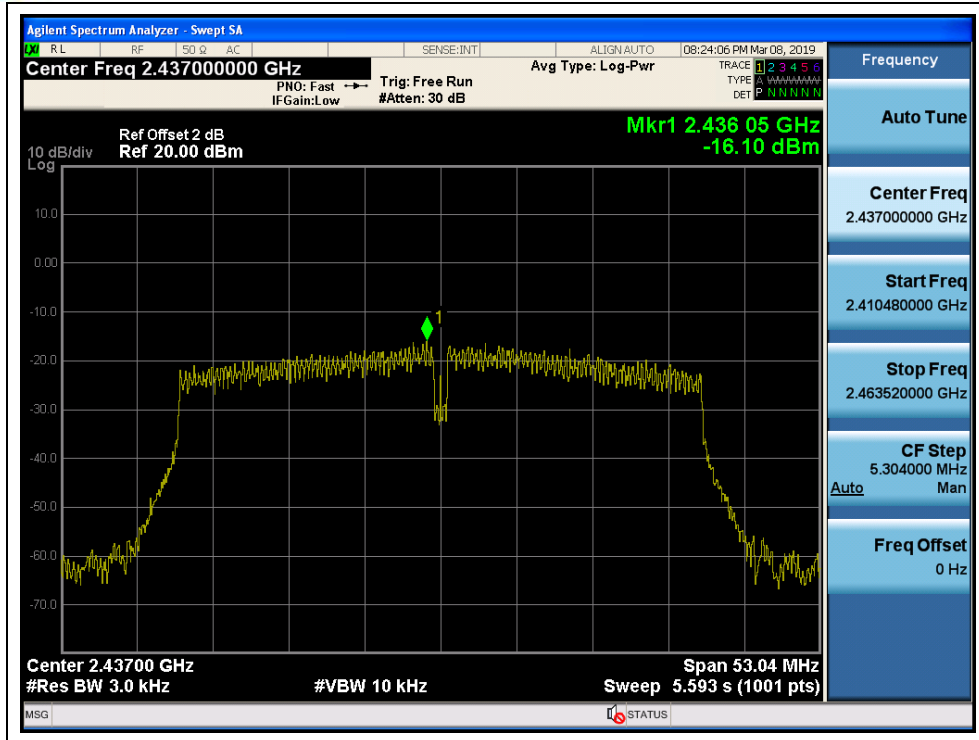 Agilent Spectrum Analyzer - Swept SA
LXI RL RF 50 Ω AC SENSE:INT ALIGN AUTO 08:24:06 PM Mar 08, 2019
Center Freq 2.437000000 GHz
PNO: Fast
IFGain:Low
Trig: Free Run
#Atten: 30 dB
Avg Type: Log-Pwr
TRACE 1 2 3 4 5 6
TYPE A WWWWW
DET P N N N N N
Frequency
Ref Offset 2 dB
10 dB/div Ref 20.00 dBm
Log
Mkr1 2.436 05 GHz
-16.10 dBm
10.0
0.00
-10.0
-20.0
-30.0
-40.0
-50.0
-60.0
-70.0
1
Center 2.43700 GHz
Span 53.04 MHz
#Res BW 3.0 kHz
#VBW 10 kHz
Sweep 5.593 s (1001 pts)
MSG
STATUS
Auto Tune
Center Freq
2.437000000 GHz
Start Freq
2.410480000 GHz
Stop Freq
2.463520000 GHz
CF Step
5.304000 MHz
Auto Man
Freq Offset
0 Hz